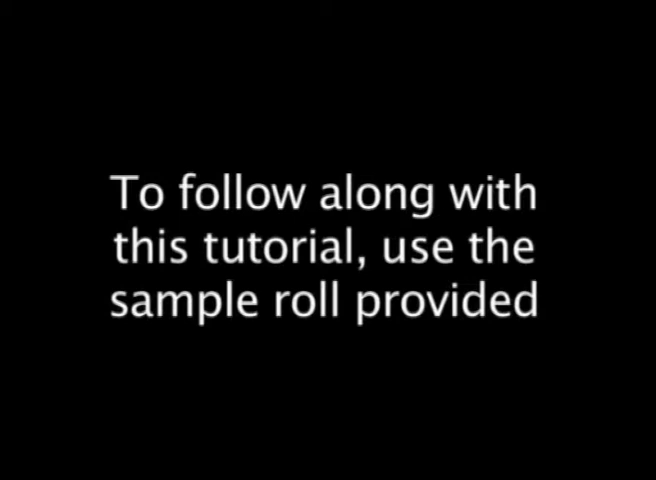 To follow along with
this tutorial, use the
sample roll provided